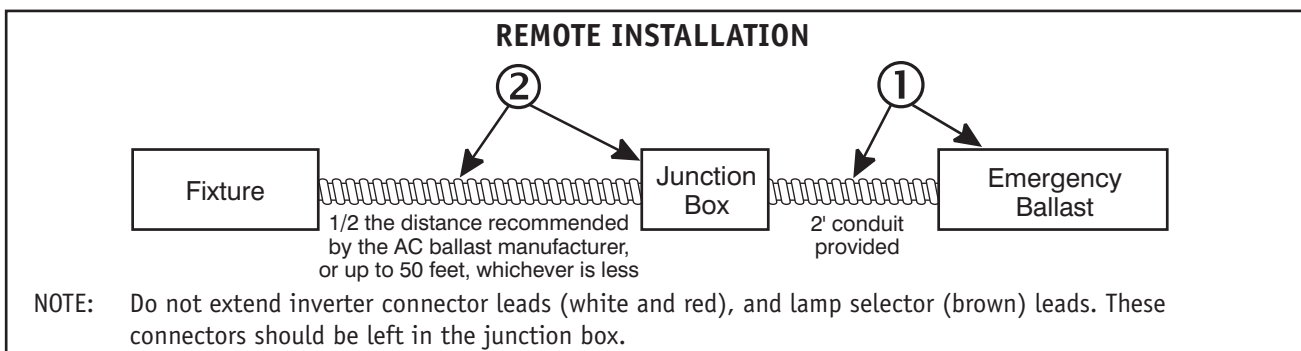 REMOTE INSTALLATION
②
①
Fixture
Junction
Box
Emergency
Ballast
1/2 the distance recommended
by the AC ballast manufacturer,
or up to 50 feet, whichever is less
2' conduit
provided
NOTE: Do not extend inverter connector leads (white and red), and lamp selector (brown) leads. These
connectors should be left in the junction box.